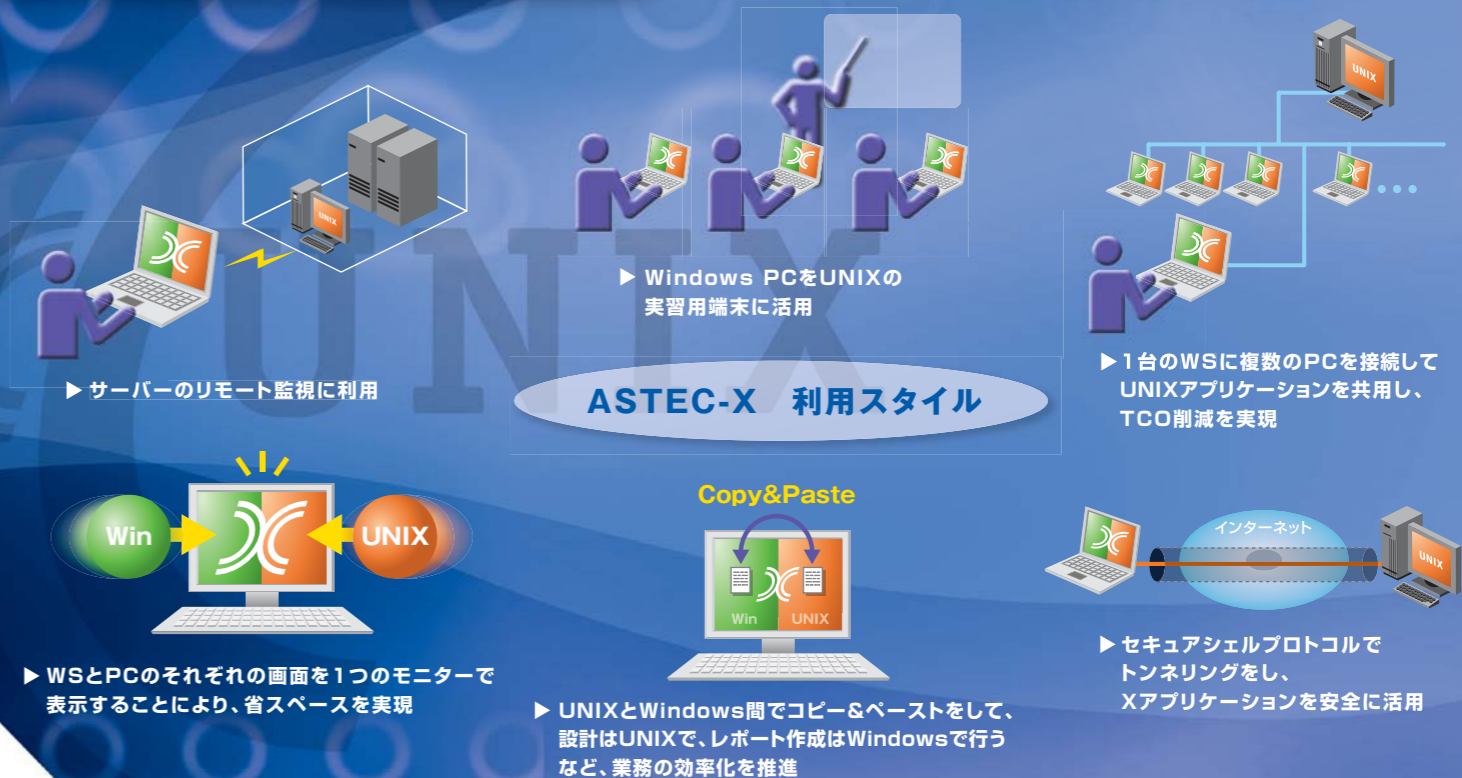 UNIX
UNIX
▶ サーバーのリモート監視に利用
▶ Windows PCをUNIXの
実習用端末に活用
UNIX
▶1台のWSに複数のPCを接続して
UNIXアプリケーションを共用し、
TCO削減を実現
ASTEC-X 利用スタイル
Win
UNIX
▶ WSとPCのそれぞれの画面を1つのモニターで
表示することにより、省スペースを実現
Copy&Paste
Win UNIX
▶ UNIXとWindows間でコピー&ペーストをして、
設計はUNIXで、レポート作成はWindowsで行う
など、業務の効率化を推進
インターネット
UNIX
▶ セキュアシェルプロトコルで
トンネリングをし、
Xアプリケーションを安全に活用